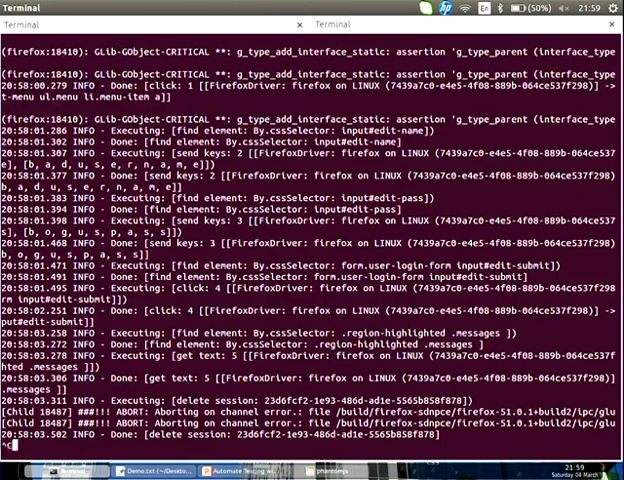 Terminal
En
(50%)
21:59
Terminal
Terminal
(firefox:18410): GLib-GObject-CRITICAL **: g_type_add_interface_static: assertion 'g_type_parent (interface_type
(firefox:18410): GLib-GObject-CRITICAL **: g_type_add_interface_static: assertion 'g_type_parent (interface_type
20:58:00.279 INFO - Done: [click: 1 [[FirefoxDriver: firefox on LINUX (7439a7c0-e4e5-4f08-889b-064ce537f298)] ->
t-menu ul.menu li.menu-item a]]
(firefox:18410): GLib-GObject-CRITICAL **: g_type_add_interface_static: assertion 'g_type_parent (interface_type
20:58:01.286 INFO - Executing: [find element: By.cssSelector: input#edit-name])
20:58:01.302 INFO - Done: [find element: By.cssSelector: input#edit-name]
20:58:01.307 INFO - Executing: [send keys: 2 [[FirefoxDriver: firefox on LINUX (7439a7c0-e4e5-4f08-889b-064ce537
e], [b, a, d, u, s, e, r, n, a, m, e]])
20:58:01.377 INFO - Done: [send keys: 2 [[FirefoxDriver: firefox on LINUX (7439a7c0-e4e5-4f08-889b-064ce537f298)
b, a, d, u, s, e, r, n, a, m, e]]
20:58:01.383 INFO - Executing: [find element: By.cssSelector: input#edit-pass])
20:58:01.394 INFO - Done: [find element: By.cssSelector: input#edit-pass]
20:58:01.398 INFO - Executing: [send keys: 3 [[FirefoxDriver: firefox on LINUX (7439a7c0-e4e5-4f08-889b-064ce537
s], [b, o, g, u, s, p, a, s, s]])
20:58:01.468 INFO - Done: [send keys: 3 [[FirefoxDriver: firefox on LINUX (7439a7c0-e4e5-4f08-889b-064ce537f298)
b, o, g, u, s, p, a, s, s]]
20:58:01.471 INFO - Executing: [find element: By.cssSelector: form.user-login-form input#edit-submit])
20:58:01.491 INFO - Done: [find element: By.cssSelector: form.user-login-form input#edit-submit]
20:58:01.495 INFO - Executing: [click: 4 [[FirefoxDriver: firefox on LINUX (7439a7c0-e4e5-4f08-889b-064ce537f298
rm input#edit-submit]])
20:58:02.251 INFO - Done: [click: 4 [[FirefoxDriver: firefox on LINUX (7439a7c0-e4e5-4f08-889b-064ce537f298)] ->
put#edit-submit]]
20:58:03.258 INFO - Executing: [find element: By.cssSelector: .region-highlighted .messages ])
20:58:03.272 INFO - Done: [find element: By.cssSelector: .region-highlighted .messages ]
20:58:03.278 INFO - Executing: [get text: 5 [[FirefoxDriver: firefox on LINUX (7439a7c0-e4e5-4f08-889b-064ce537f
hted .messages ]])
20:58:03.306 INFO - Done: [get text: 5 [[FirefoxDriver: firefox on LINUX (7439a7c0-e4e5-4f08-889b-064ce537f298)]
.messages ]]
20:58:03.311 INFO - Executing: [delete session: 23d6fcf2-1e93-486d-ad1e-5565b858f878])
[Child 18487] ###!!! ABORT: Aborting on channel error.: file /build/firefox-sdnpce/firefox-51.0.1+build2/ipc/glu
[Child 18487] ###!!! ABORT: Aborting on channel error.: file /build/firefox-sdnpce/firefox-51.0.1+build2/ipc/glu
20:58:03.502 INFO - Done: [delete session: 23d6fcf2-1e93-486d-ad1e-5565b858f878]
^C
Terminal
Demo.txt (~/Deskto...
Automate Testing wi...
phantomjs
21:59
Saturday 04 March